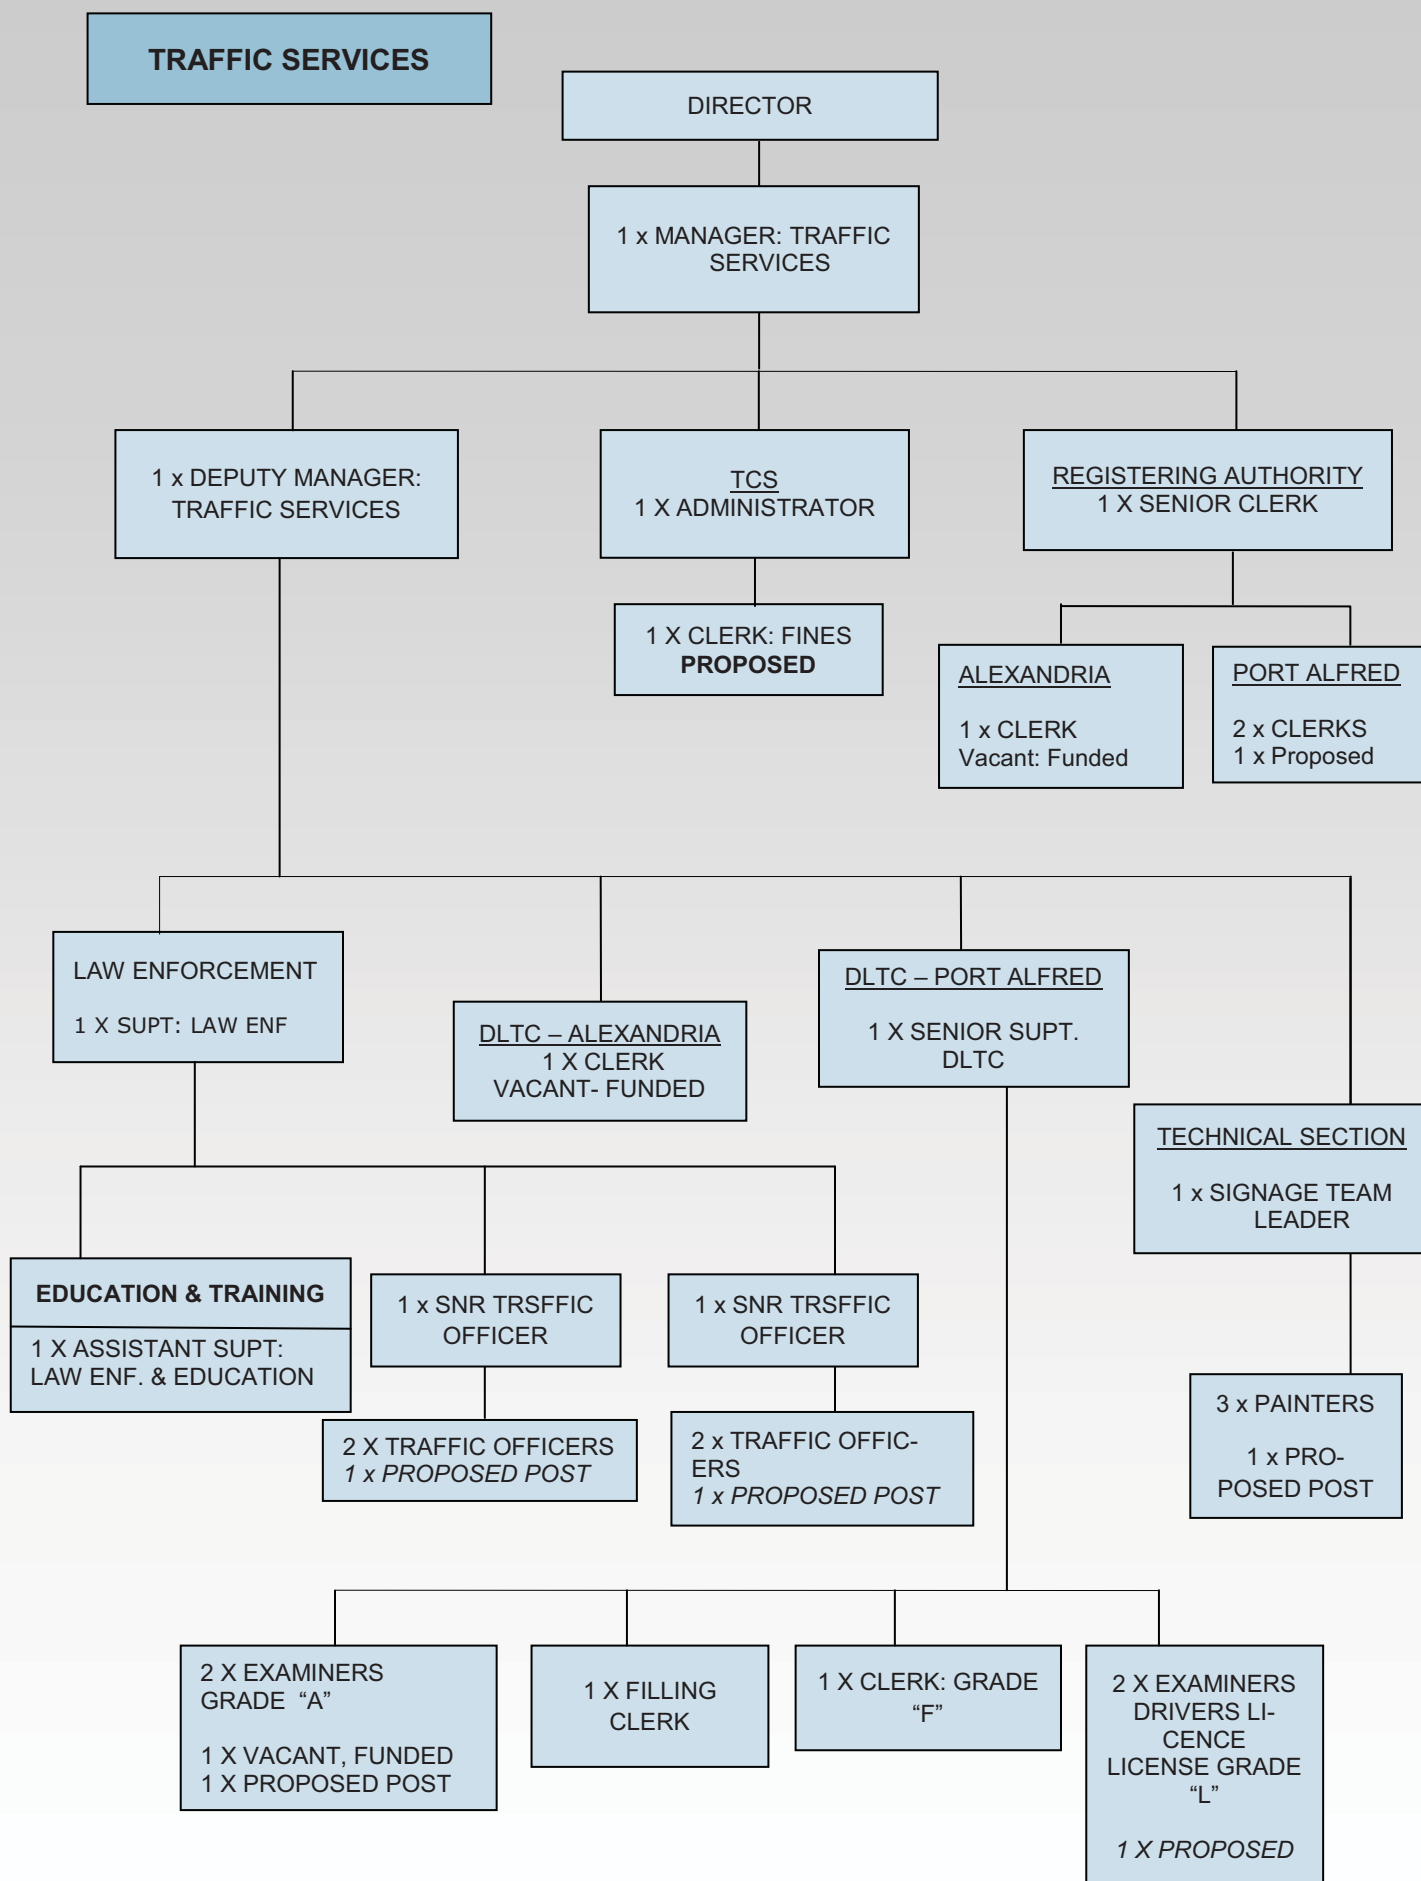 TRAFFIC SERVICES
DIRECTOR
1 x MANAGER: TRAFFIC
SERVICES
1 x DEPUTY MANAGER:
TRAFFIC SERVICES
TCS
1 X ADMINISTRATOR
REGISTERING AUTHORITY
1 X SENIOR CLERK
1 X CLERK: FINES
PROPOSED
ALEXANDRIA
1 x CLERK
Vacant: Funded
PORT ALFRED
2 x CLERKS
1 x Proposed
LAW ENFORCEMENT
1 X SUPT: LAW ENF
DLTC – ALEXANDRIA
1 X CLERK
VACANT- FUNDED
DLTC – PORT ALFRED
1 X SENIOR SUPT.
DLTC
TECHNICAL SECTION
1 x SIGNAGE TEAM
LEADER
EDUCATION & TRAINING
1 X ASSISTANT SUPT:
LAW ENF. & EDUCATION
1 x SNR TRSFFIC
OFFICER
1 x SNR TRSFFIC
OFFICER
2 X TRAFFIC OFFICERS
1 x PROPOSED POST
2 x TRAFFIC OFFIC-
ERS
1 x PROPOSED POST
3 x PAINTERS
1 x PRO-
POSED POST
2 X EXAMINERS
GRADE “A”
1 X VACANT, FUNDED
1 X PROPOSED POST
1 X FILLING
CLERK
1 X CLERK: GRADE
“F”
2 X EXAMINERS
DRIVERS LI-
CENCE
LICENSE GRADE
“L”
1 X PROPOSED